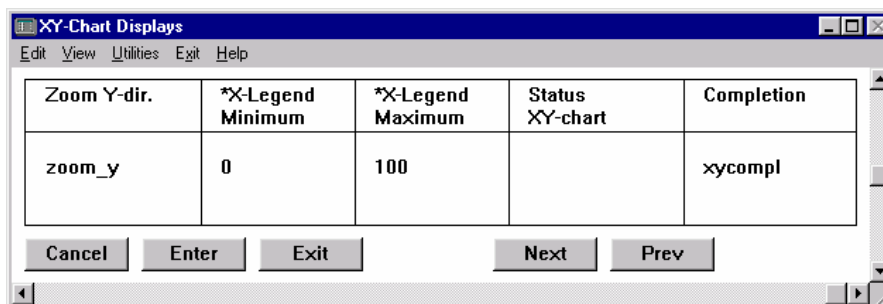 XY-Chart Displays
Edit View Utilities Exit Help
Zoom Y-dir. *X-Legend Minimum *X-Legend Maximum Status XY-chart Completion
zoom_y 0 100 xycompl
Cancel Enter Exit Next Prev